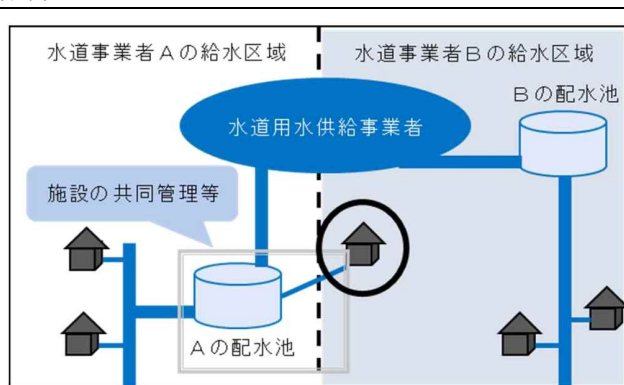 水道事業者Aの給水区域
水道事業者Bの給水区域
Bの配水池
水道用水供給事業者
施設の共同管理等
Aの配水池